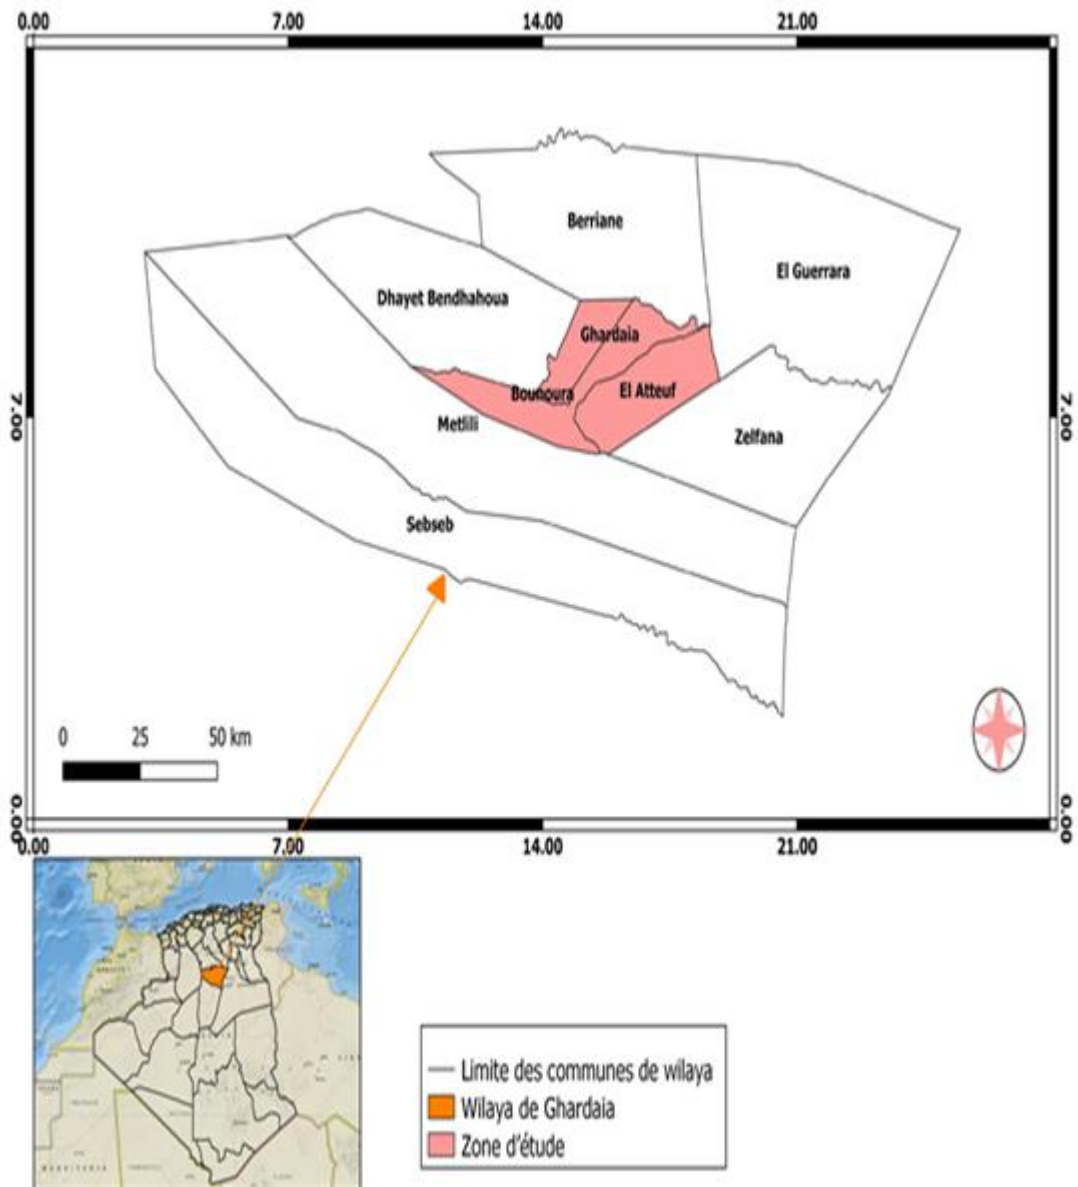 0.00 7.00 14.00 21.00
Berriane
El Guerrara
Dhayet Bendhahoua
Ghardaia
Bounoura
El Atteuf
7.00
7.00
Metlili
Zelfana
Sebseb
0 25 50 km
0.00
0.00
0.00 7.00 14.00 21.00
Limite des communes de wilaya
Wilaya de Ghardaia
Zone d'étude